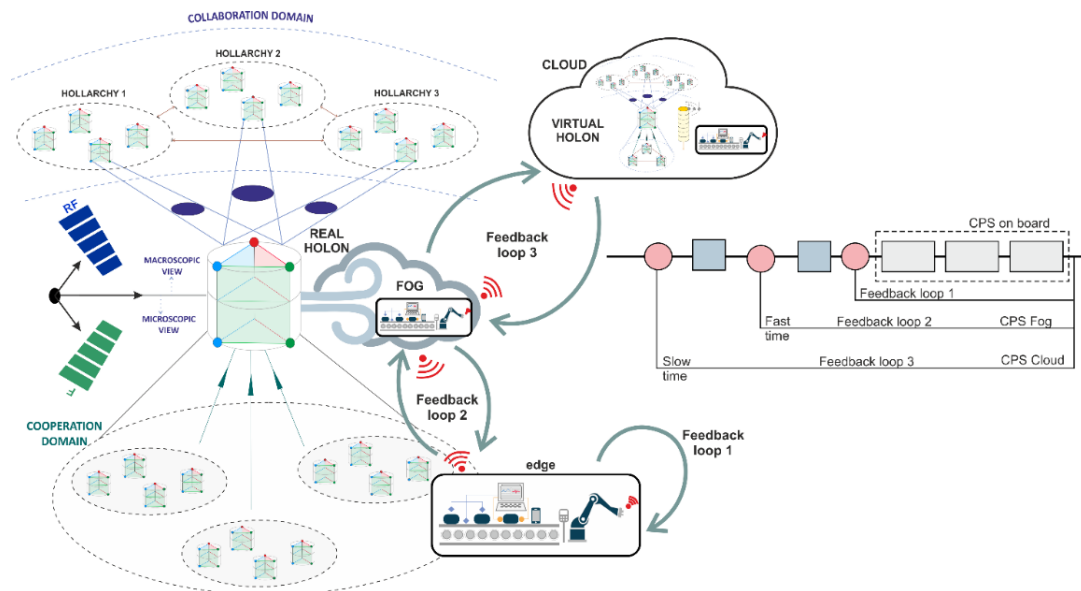 COLLABORATION DOMAIN
HOLLARCHY 2
HOLLARCHY 1
HOLLARCHY 3
CLOUD
VIRTUAL
HOLON
RF
MACROSCOPIC
VIEW
MICROSCOPIC
VIEW
F
REAL
HOLON
FOG
Feedback
loop 3
Feedback
loop 2
COOPERATION
DOMAIN
edge
Feedback
loop 1
CPS on board
Feedback loop 1
Fast
time
Feedback loop 2
CPS Fog
Slow
time
Feedback loop 3
CPS Cloud